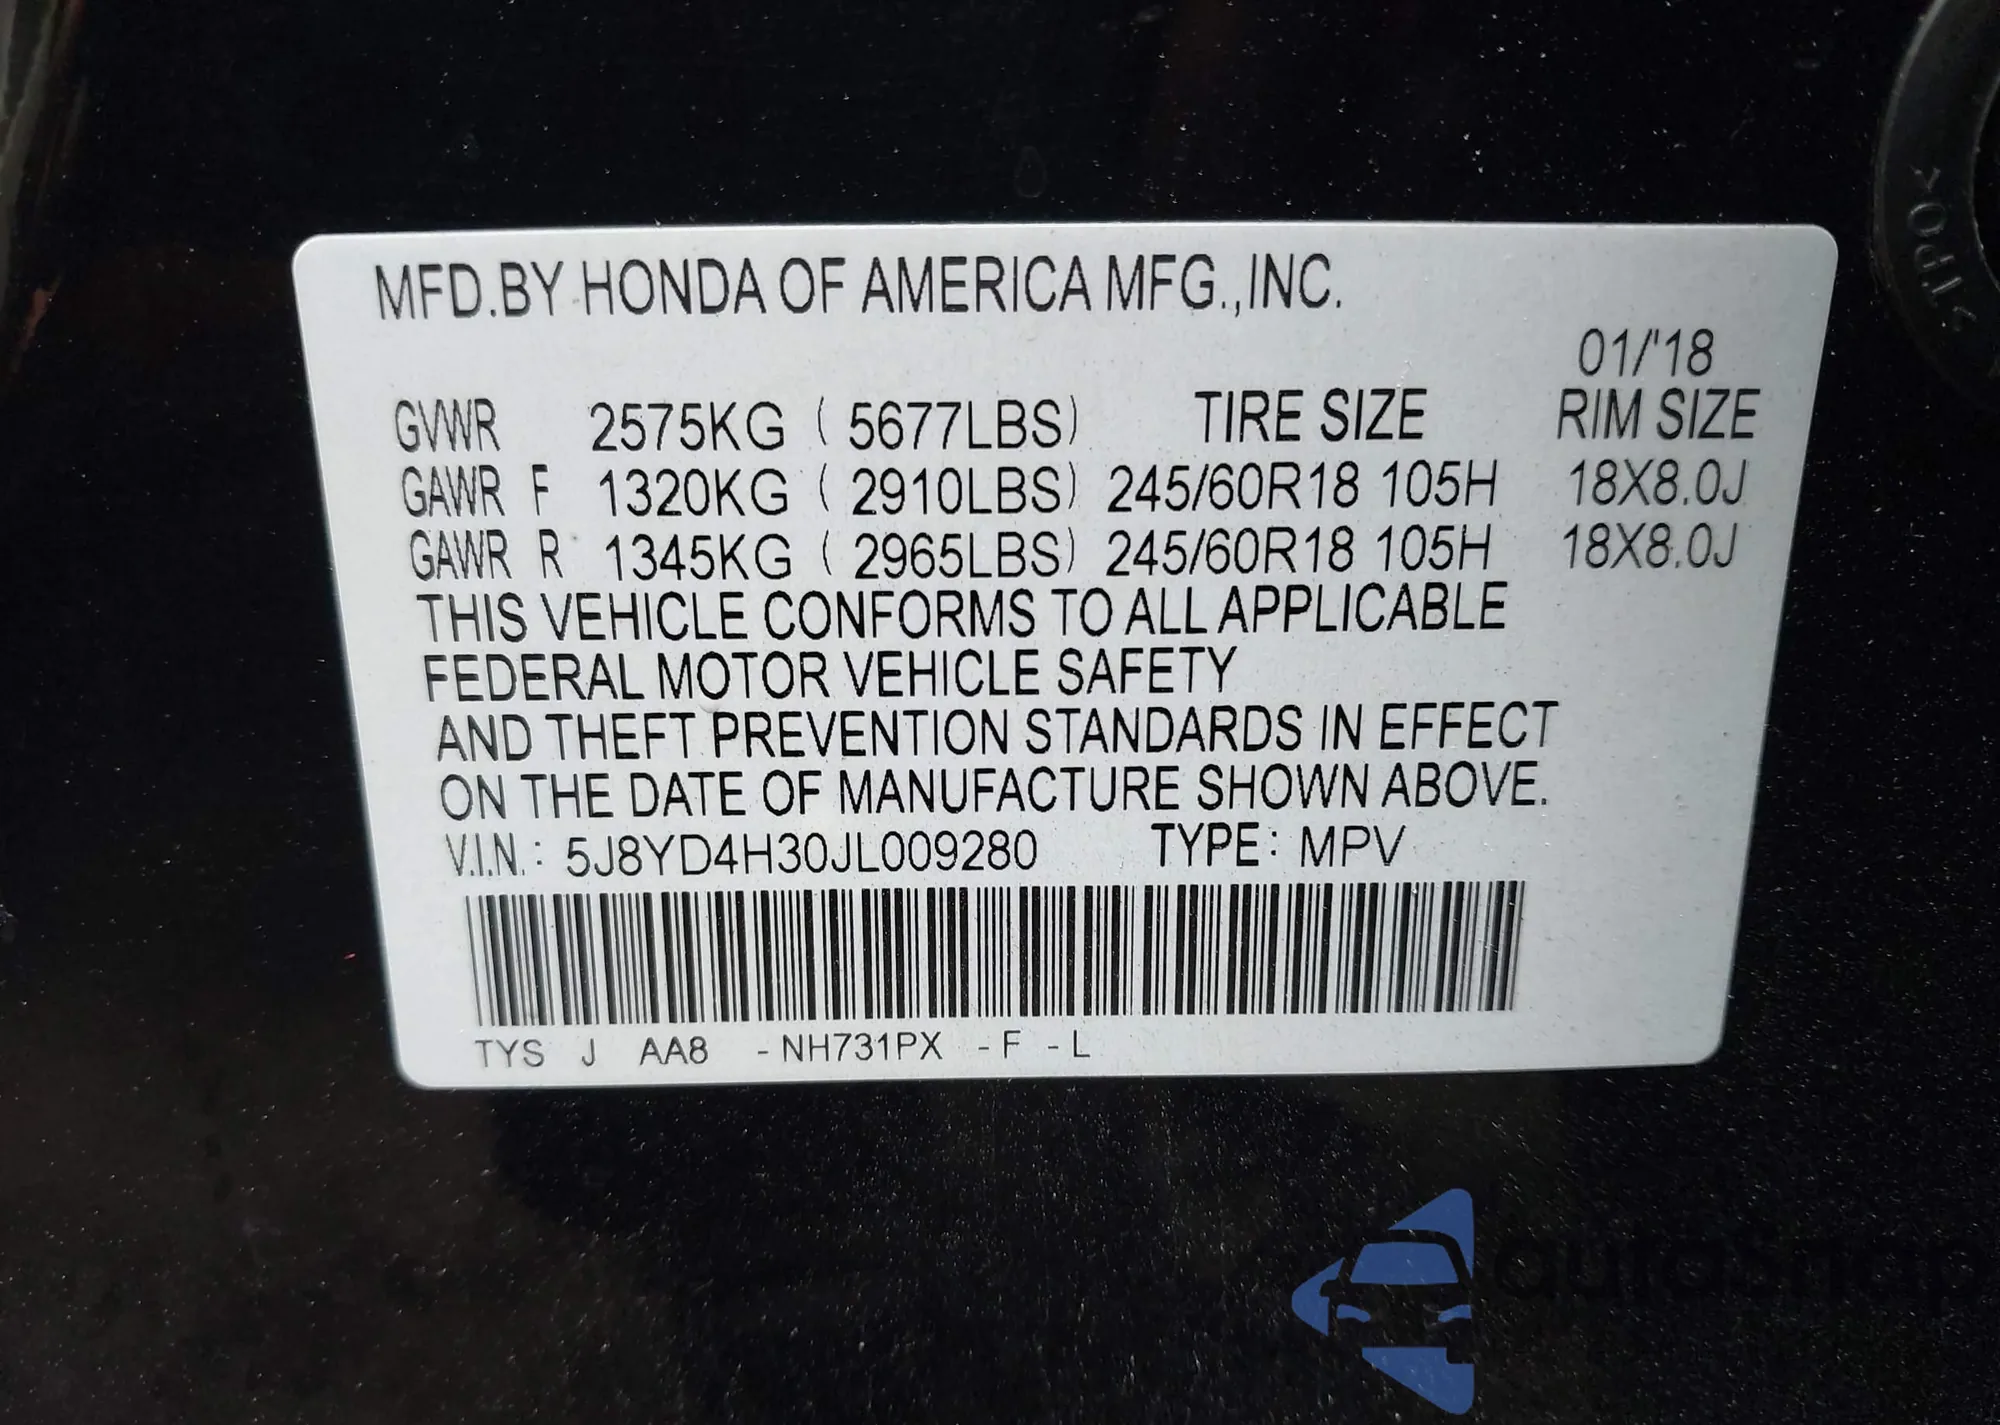 MFD.BY HONDA OF AMERICA MFG.,INC.
01/'18
GVWR 2575KG ( 5677LBS) TIRE SIZE RIM SIZE
GAWR F 1320KG ( 2910LBS) 245/60R18 105H 18X8.0J
GAWR R 1345KG ( 2965LBS) 245/60R18 105H 18X8.0J
THIS VEHICLE CONFORMS TO ALL APPLICABLE
FEDERAL MOTOR VEHICLE SAFETY
AND THEFT PREVENTION STANDARDS IN EFFECT
ON THE DATE OF MANUFACTURE SHOWN ABOVE.
V.I.N.: 5J8YD4H30JL009280 TYPE: MPV
TYS J AA8 -NH731PX -F -L